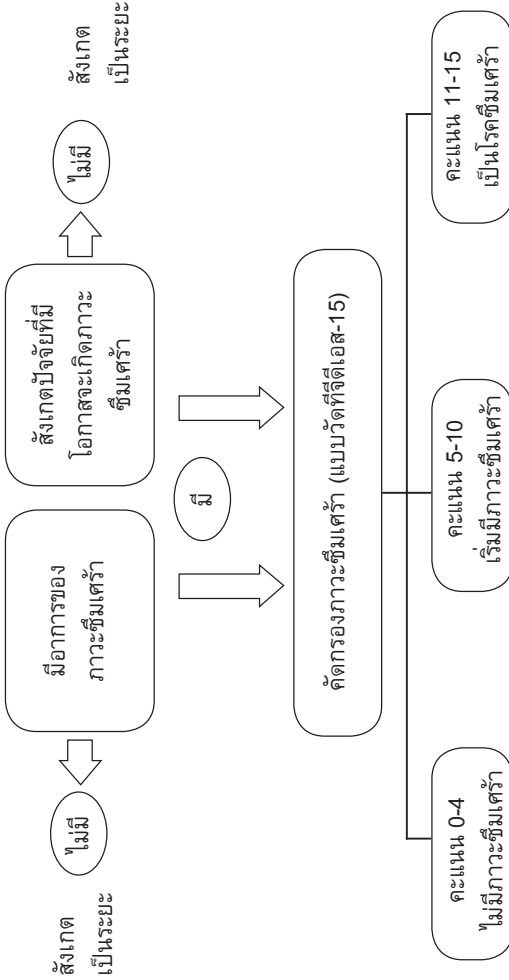 มีอาการของ
ภาวะซึมเศร้า
สังเกตปัจจัยที่มี
โอกาสจะเกิดภาวะ
ซึมเศร้า
สังเกต
เป็นระยะ
ไม่มี
มี
ไม่มี
สังเกต
เป็นระยะ
คัดกรองภาวะซึมเศร้า (แบบวัดทีจีดีเอส-15)
คะแนน 0-4
ไม่มีภาวะซึมเศร้า
คะแนน 5-10
เริ่มมีภาวะซึมเศร้า
คะแนน 11-15
เป็นโรคซึมเศร้า